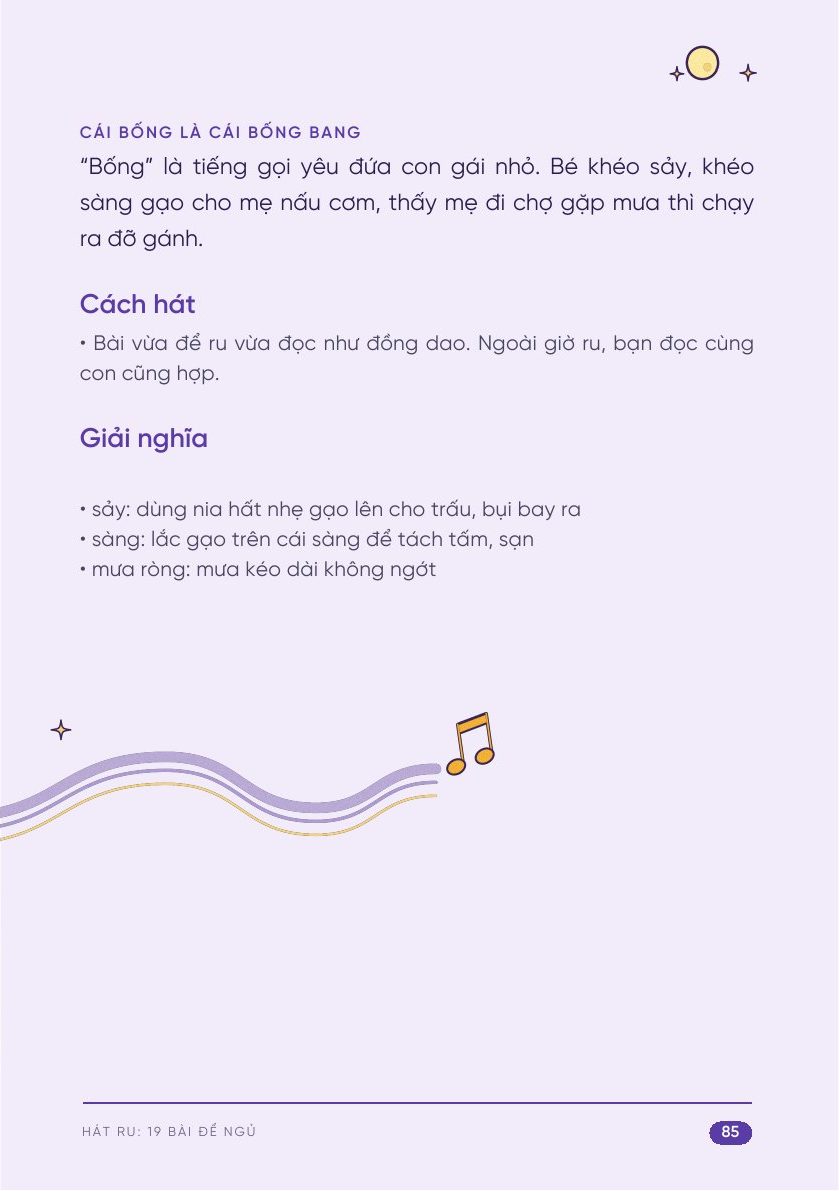 CÁI BỐNG LÀ CÁI BỐNG BANG
“Bống” là tiếng gọi yêu đứa con gái nhỏ. Bé khéo sảy, khéo
sàng gạo cho mẹ nấu cơm, thấy mẹ đi chợ gặp mưa thì chạy
ra đỡ gánh.
Cách hát
• Bài vừa để ru vừa đọc như đồng dao. Ngoài giờ ru, bạn đọc cùng
con cũng hợp.
Giải nghĩa
• sảy: dùng nia hất nhẹ gạo lên cho trấu, bụi bay ra
• sàng: lắc gạo trên cái sàng để tách tấm, sạn
• mưa ròng: mưa kéo dài không ngớt
HÁT RU: 19 BÀI ĐỂ NGỦ
85